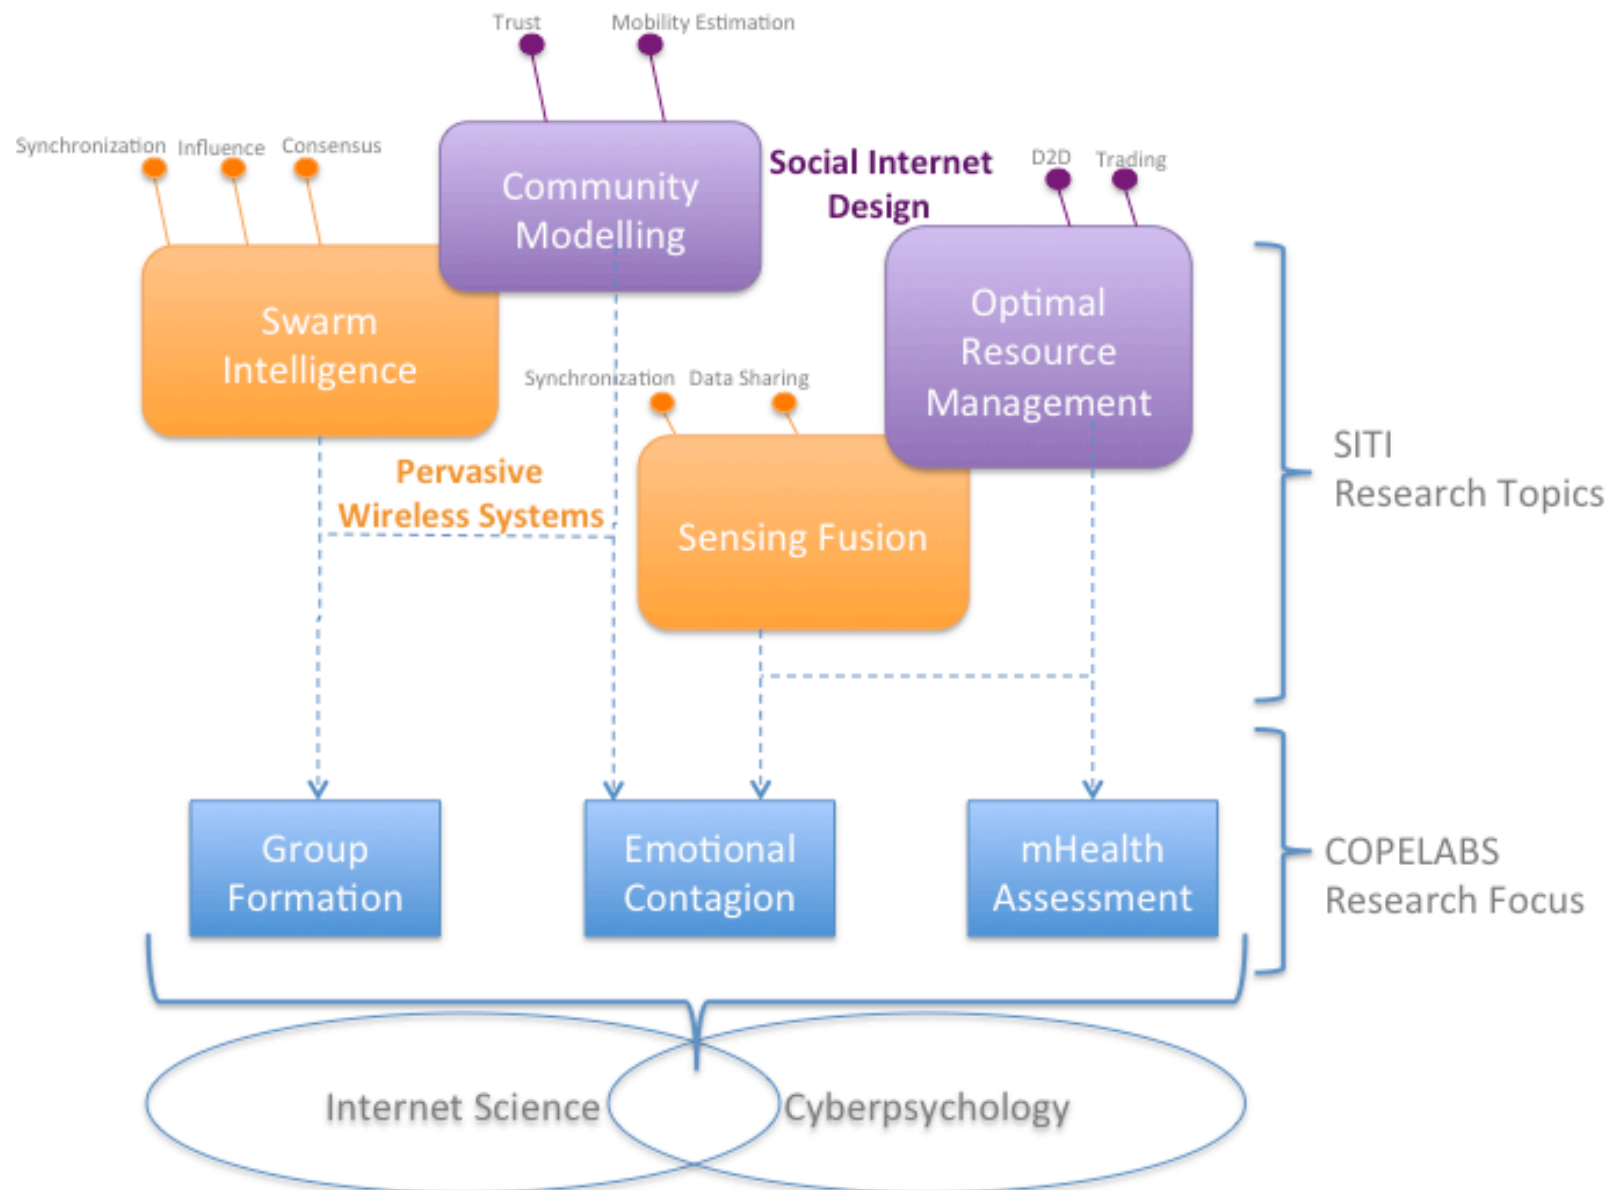 Trust
Mobility Estimation
Synchronization
Influence
Consensus
Community
Modelling
Social Internet
Design
D2D
Trading
Swarm
Intelligence
Optimal
Resource
Management
Synchronization
Data Sharing
Pervasive
Wireless Systems
Sensing Fusion
SITI
Research Topics
Group
Formation
Emotional
Contagion
mHealth
Assessment
COPELABS
Research Focus
Internet Science
Cyberpsychology